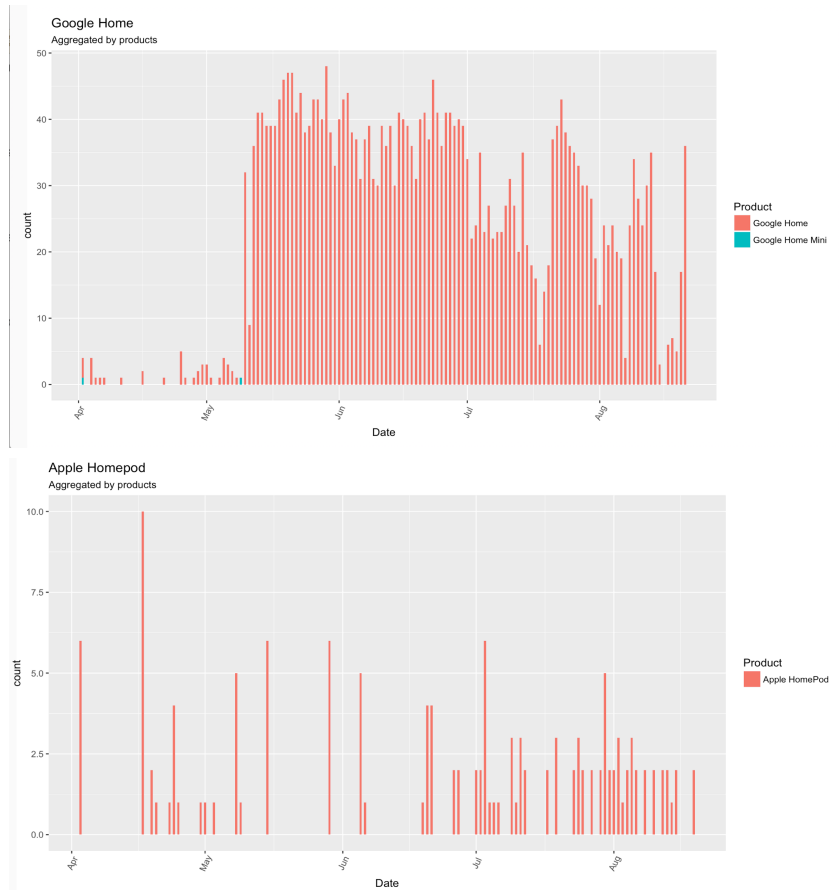 Google Home
Aggregated by products
50
40
30
20
10
0
count
Apr
May
Jun
Jul
Aug
Date
Product
Google Home
Google Home Mini
Apple Homepod
Aggregated by products
10.0
7.5
5.0
2.5
0.0
count
Apr
May
Jun
Jul
Aug
Date
Product
Apple HomePod